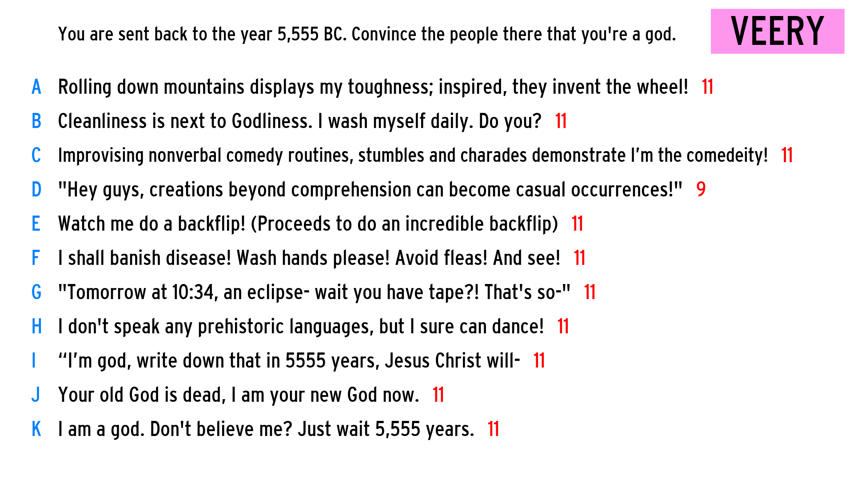 You are sent back to the year 5,555 BC. Convince the people there that you're a god.
VEERY
A Rolling down mountains displays my toughness; inspired, they invent the wheel! 11
B Cleanliness is next to Godliness. I wash myself daily. Do you? 11
C Improvising nonverbal comedy routines, stumbles and charades demonstrate I’m the comedeity! 11
D "Hey guys, creations beyond comprehension can become casual occurrences!" 9
E Watch me do a backflip! (Proceeds to do an incredible backflip) 11
F I shall banish disease! Wash hands please! Avoid fleas! And see! 11
G "Tomorrow at 10:34, an eclipse- wait you have tape?! That's so-" 11
H I don't speak any prehistoric languages, but I sure can dance! 11
I “I’m god, write down that in 5555 years, Jesus Christ will- 11
J Your old God is dead, I am your new God now. 11
K I am a god. Don't believe me? Just wait 5,555 years. 11